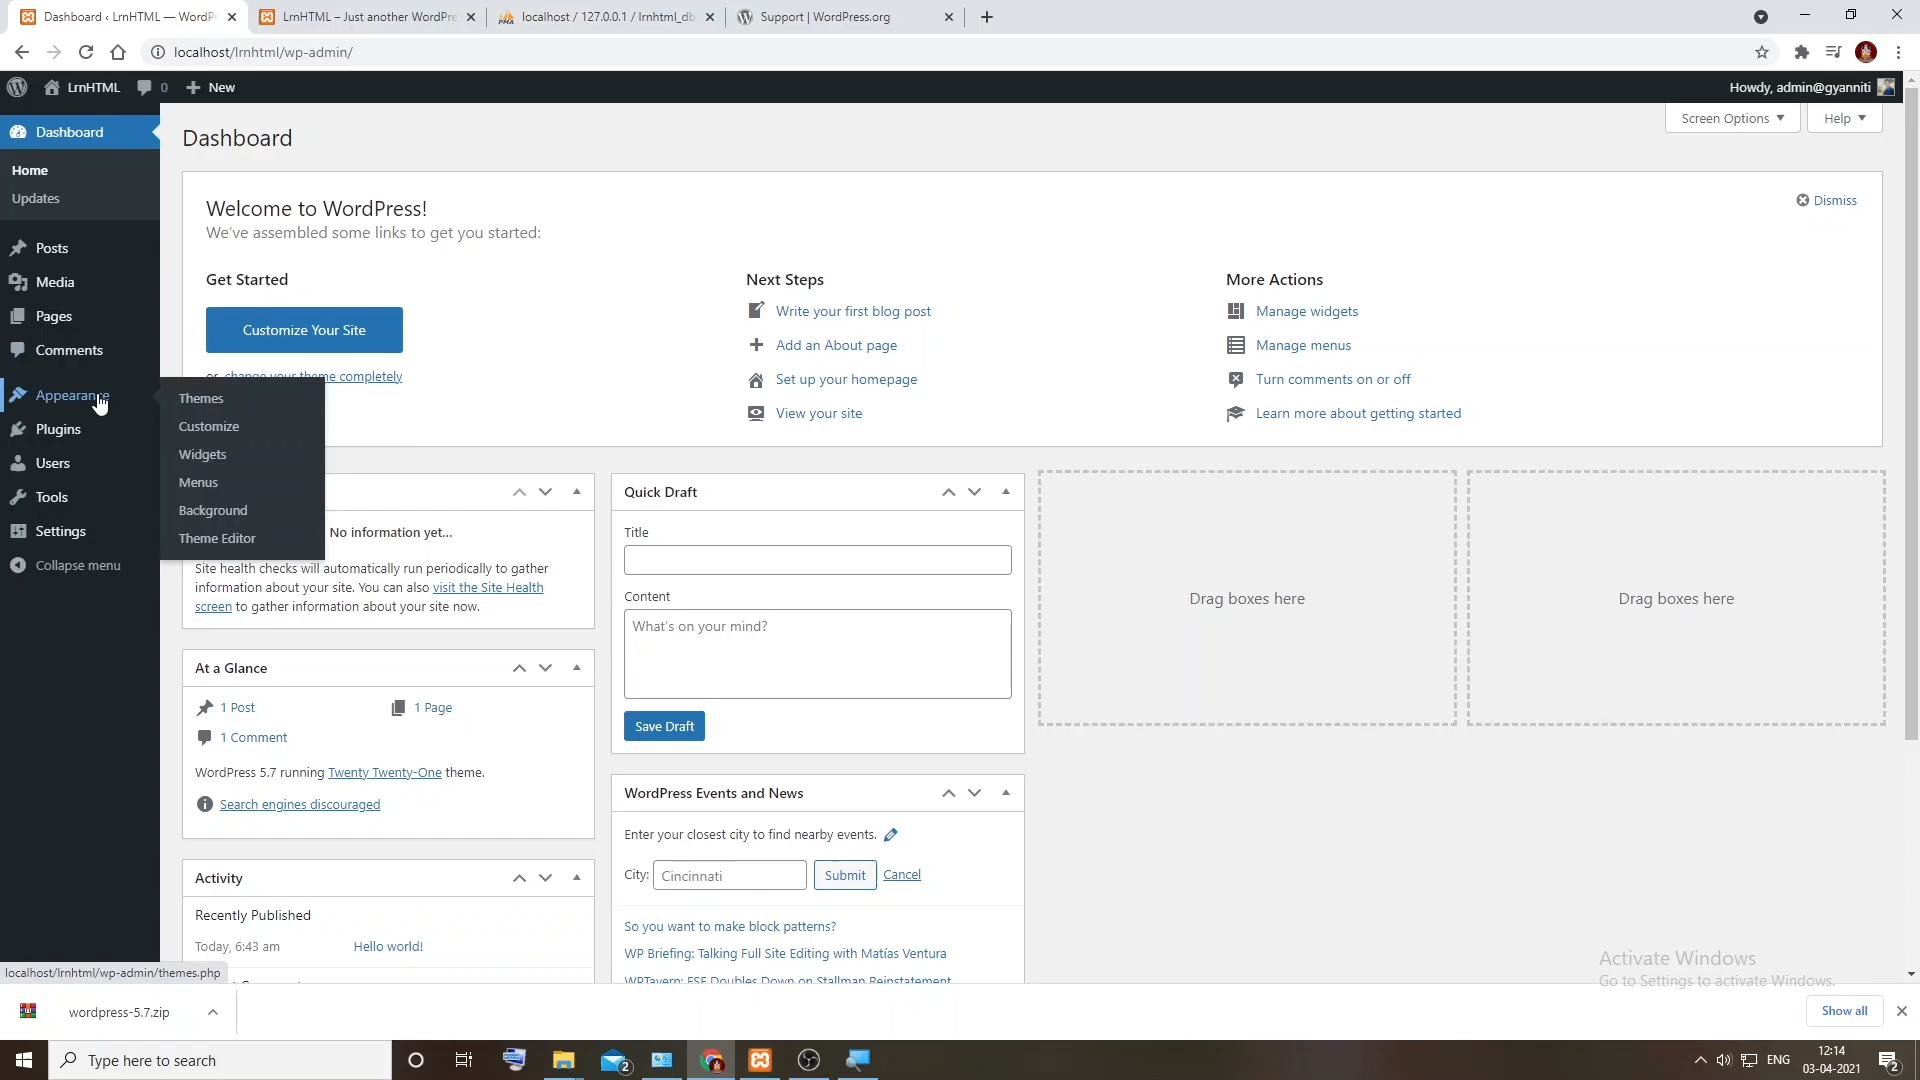 Dashboard ‹ LrnHTML — WordPr
LrnHTML – Just another WordPre
localhost / 127.0.0.1 / lrnhtml_db
Support | WordPress.org
localhost/lrnhtml/wp-admin/
LrnHTML
0
New
Howdy, admin@gyanniti
Dashboard
Home
Updates
Posts
Media
Pages
Comments
Appearance
Plugins
Users
Tools
Settings
Collapse menu
Themes
Customize
Widgets
Menus
Background
Theme Editor
Dashboard
Screen Options
Help
Welcome to WordPress!
We've assembled some links to get you started:
Dismiss
Get Started
Customize Your Site
or change your theme completely
Next Steps
Write your first blog post
Add an About page
Set up your homepage
View your site
More Actions
Manage widgets
Manage menus
Turn comments on or off
Learn more about getting started
No information yet...
Site health checks will automatically run periodically to gather
information about your site. You can also visit the Site Health
screen to gather information about your site now.
At a Glance
1 Post
1 Page
1 Comment
WordPress 5.7 running Twenty Twenty-One theme.
Search engines discouraged
Activity
Recently Published
Today, 6:43 am
Hello world!
Quick Draft
Title
Content
What's on your mind?
Save Draft
WordPress Events and News
Enter your closest city to find nearby events.
City:
Cincinnati
Submit
Cancel
So you want to make block patterns?
WP Briefing: Talking Full Site Editing with Matías Ventura
WPTavern: FSF Doubles Down on Stallman Reinstatement
Drag boxes here
Drag boxes here
Activate Windows
Go to Settings to activate Windows.
localhost/lrnhtml/wp-admin/themes.php
wordpress-5.7.zip
Show all
Type here to search
2
ENG
12:14
03-04-2021
2